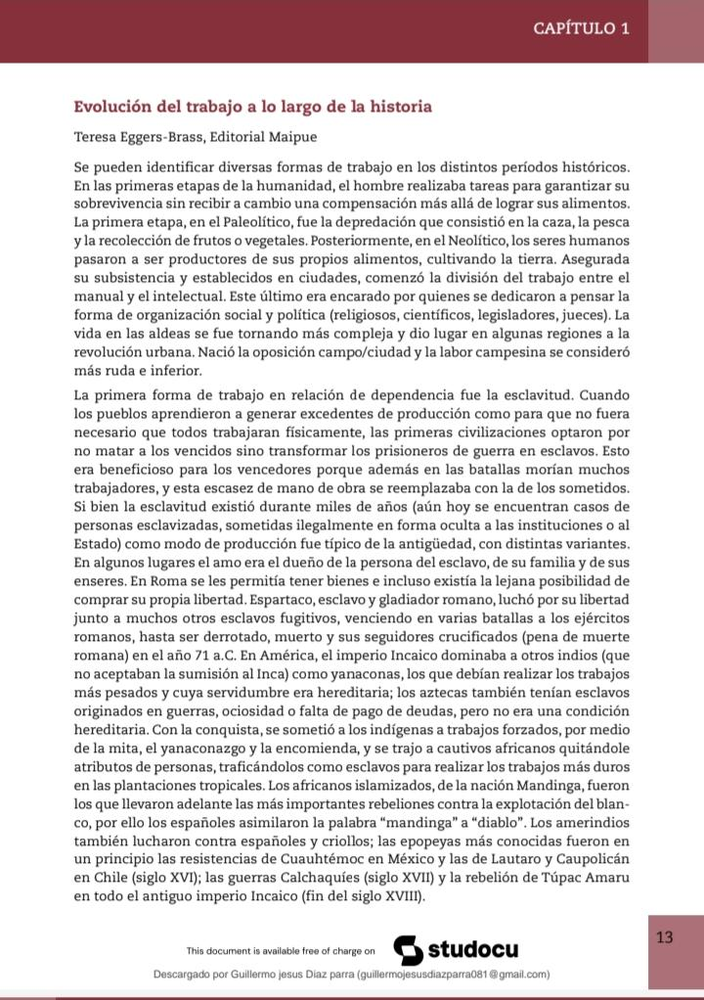 CAPÍTULO 1
Evolución del trabajo a lo largo de la historia
Teresa Eggers-Brass, Editorial Maipue
Se pueden identificar diversas formas de trabajo en los distintos períodos históricos.
En las primeras etapas de la humanidad, el hombre realizaba tareas para garantizar su
sobrevivencia sin recibir a cambio una compensación más allá de lograr sus alimentos.
La primera etapa, en el Paleolítico, fue la depredación que consistió en la caza, la pesca
y la recolección de frutos o vegetales. Posteriormente, en el Neolítico, los seres humanos
pasaron a ser productores de sus propios alimentos, cultivando la tierra. Asegurada
su subsistencia y establecidos en ciudades, comenzó la división del trabajo entre el
manual y el intelectual. Este último era encarado por quienes se dedicaron a pensar la
forma de organización social y política (religiosos, científicos, legisladores, jueces). La
vida en las aldeas se fue tornando más compleja y dio lugar en algunas regiones a la
revolución urbana. Nació la oposición campo/ciudad y la labor campesina se consideró
más ruda e inferior.
La primera forma de trabajo en relación de dependencia fue la esclavitud. Cuando
los pueblos aprendieron a generar excedentes de producción como para que no fuera
necesario que todos trabajaran físicamente, las primeras civilizaciones optaron por
no matar a los vencidos sino transformar los prisioneros de guerra en esclavos. Esto
era beneficioso para los vencedores porque además en las batallas morían muchos
trabajadores, y esta escasez de mano de obra se reemplazaba con la de los sometidos.
Si bien la esclavitud existió durante miles de años (aún hoy se encuentran casos de
personas esclavizadas, sometidas ilegalmente en forma oculta a las instituciones o al
Estado) como modo de producción fue típico de la antigüedad, con distintas variantes.
En algunos lugares el amo era el dueño de la persona del esclavo, de su familia y de sus
enseres. En Roma se les permitía tener bienes e incluso existía la lejana posibilidad de
comprar su propia libertad. Espartaco, esclavo y gladiador romano, luchó por su libertad
junto a muchos otros esclavos fugitivos, venciendo en varias batallas a los ejércitos
romanos, hasta ser derrotado, muerto y sus seguidores crucificados (pena de muerte
romana) en el año 71 a.C. En América, el imperio Incaico dominaba a otros indios (que
no aceptaban la sumisión al Inca) como yanaconas, los que debían realizar los trabajos
más pesados y cuya servidumbre era hereditaria; los aztecas también tenían esclavos
originados en guerras, ociosidad o falta de pago de deudas, pero no era una condición
hereditaria. Con la conquista, se sometió a los indígenas a trabajos forzados, por medio
de la mita, el yanaconazgo y la encomienda, y se trajo a cautivos africanos quitándole
atributos de personas, traficándolos como esclavos para realizar los trabajos más duros
en las plantaciones tropicales. Los africanos islamizados, de la nación Mandinga, fueron
los que llevaron adelante las más importantes rebeliones contra la explotación del blan-
co, por ello los españoles asimilaron la palabra “mandinga” a “diablo”. Los amerindios
también lucharon contra españoles y criollos; las epopeyas más conocidas fueron en
un principio las resistencias de Cuauhtémoc en México y las de Lautaro y Caupolicán
en Chile (siglo XVI); las guerras Calchaquíes (siglo XVII) y la rebelión de Túpac Amaru
en todo el antiguo imperio Incaico (fin del siglo XVIII).
13
This document is available free of charge on studocu
Descargado por Guillermo jesus Diaz parra (guillermojesusdiazparra081@gmail.com)